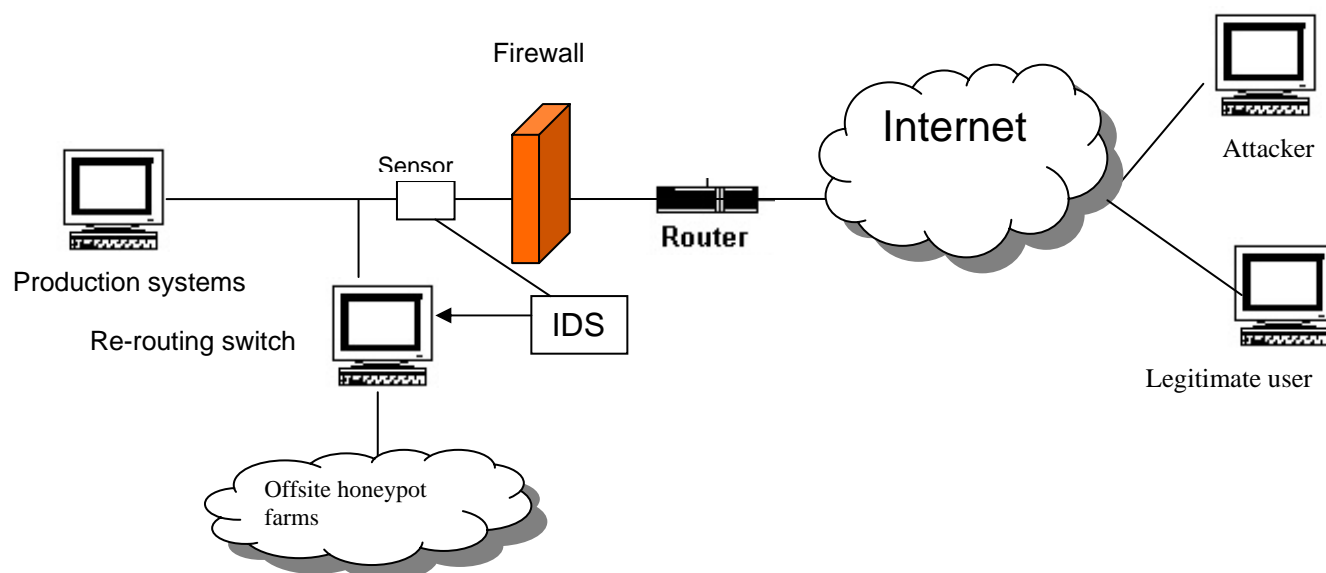 Firewall
Internet
Attacker
Sensor
Router
Production systems
Re-routing switch
IDS
Legitimate user
Offsite honeypot
farms